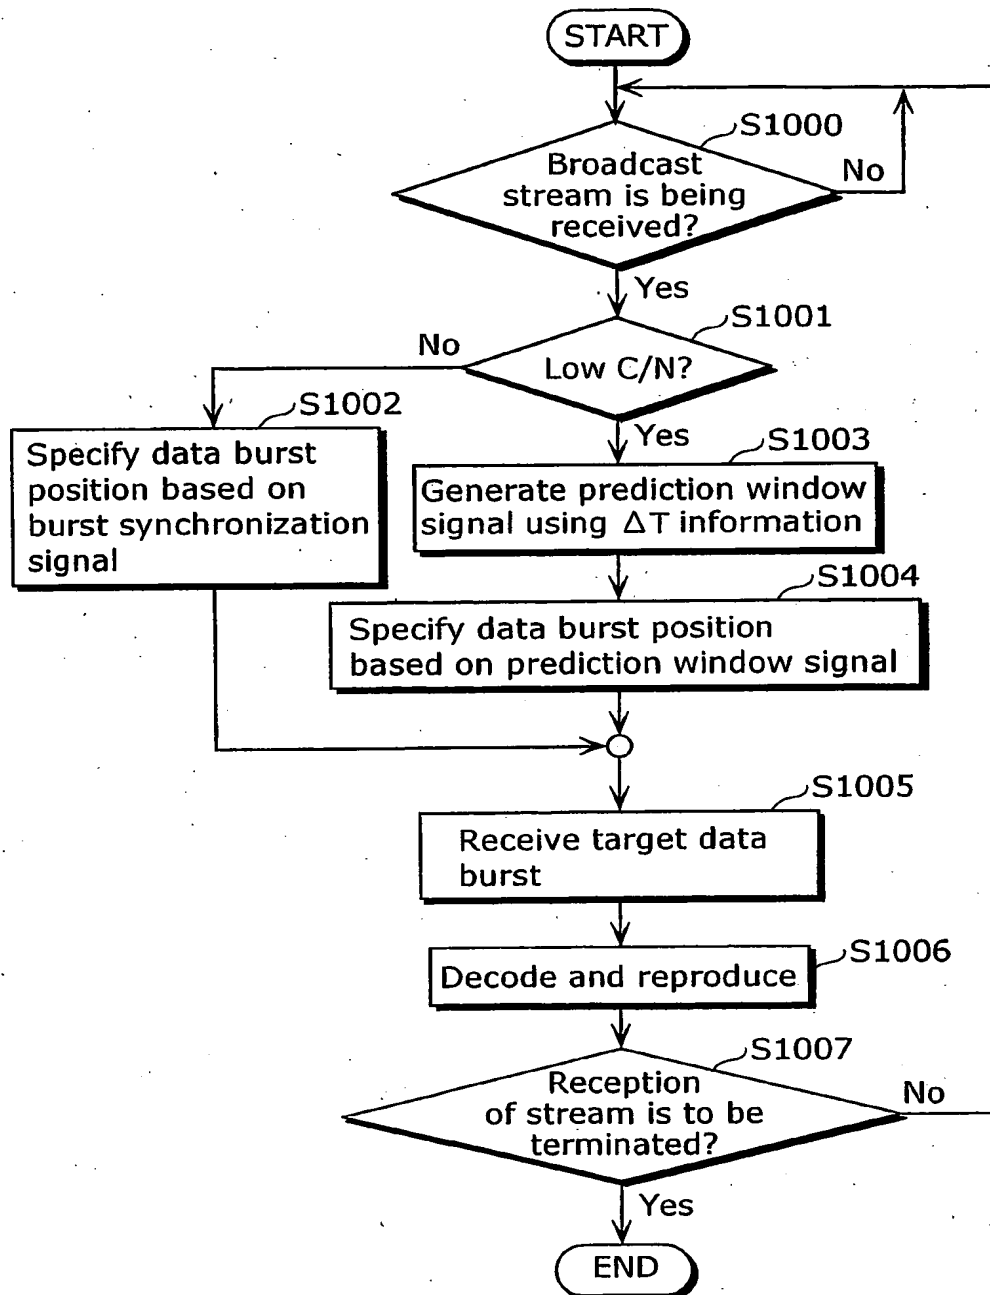 START
S1000
Broadcast
stream is being
received?
No
Yes
S1001
No
Low C/N?
S1002
Yes
S1003
Specify data burst
position based on
burst synchronization
signal
Generate prediction window
signal using ΔT information
S1004
Specify data burst position
based on prediction window signal
S1005
Receive target data
burst
S1006
Decode and reproduce
S1007
Reception
of stream is to be
terminated?
No
Yes
END